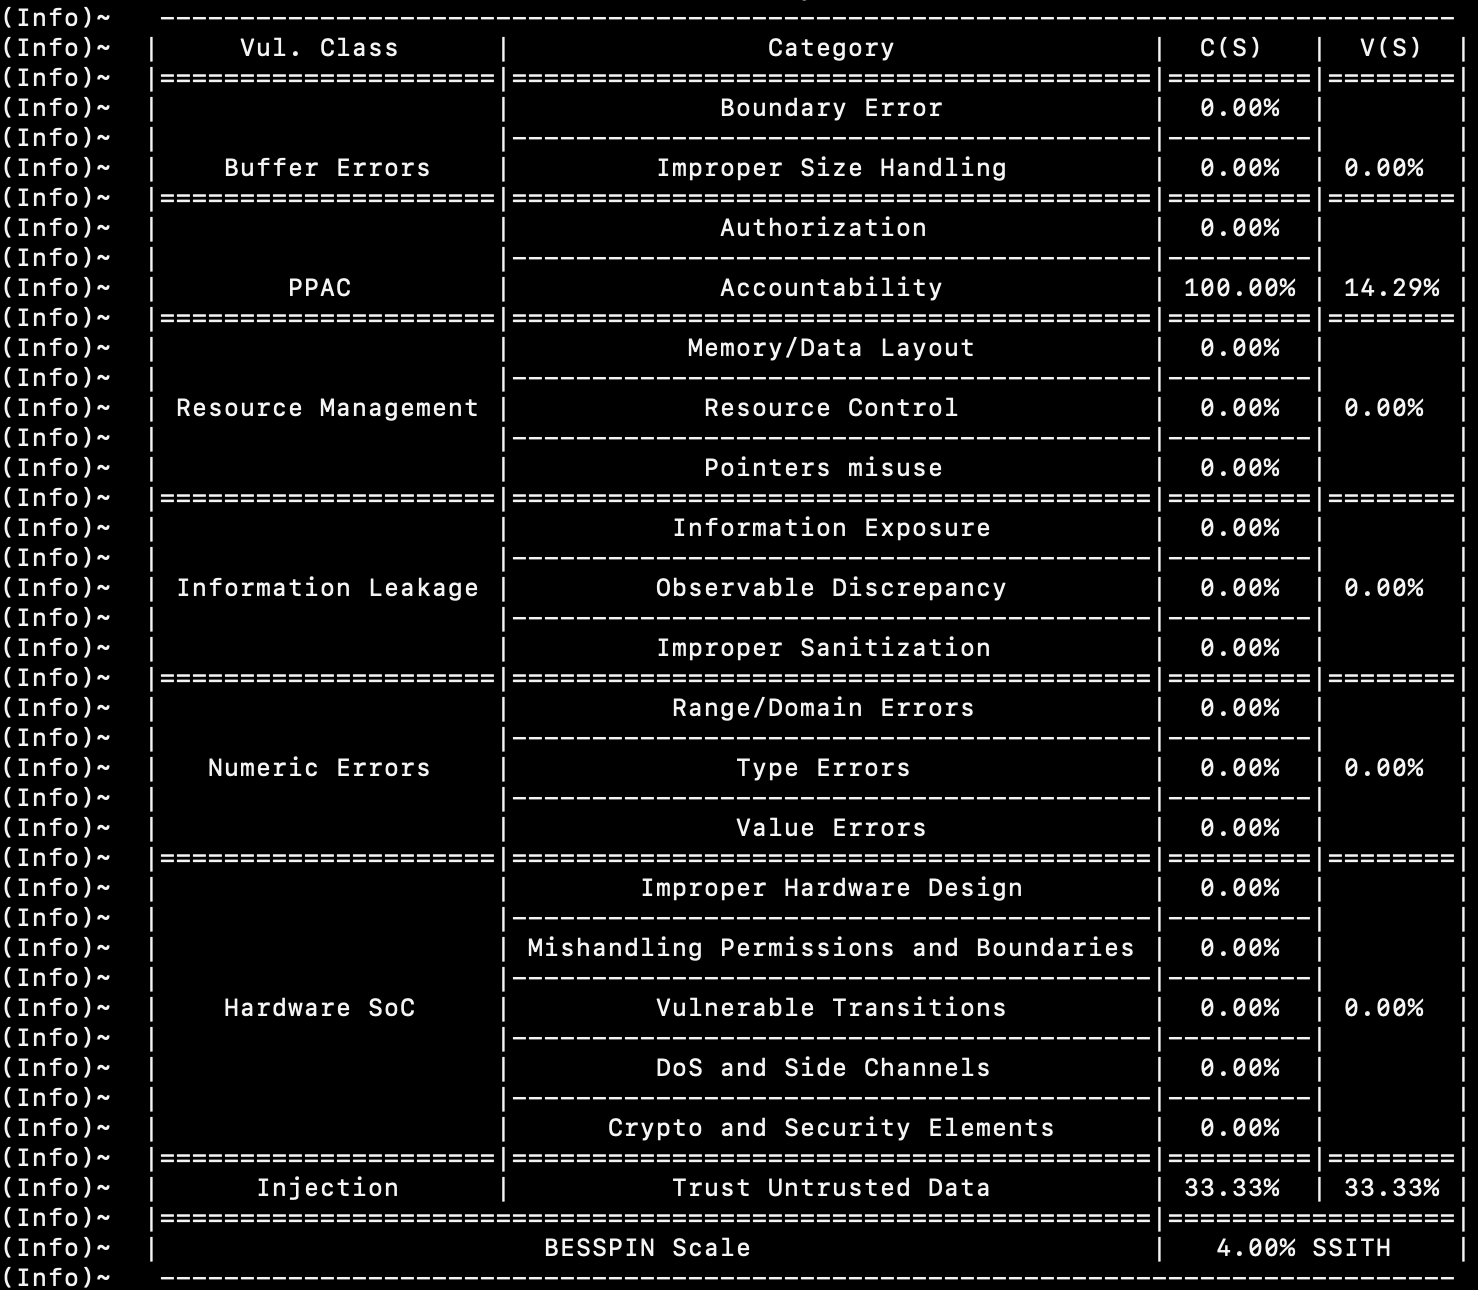 (Info)~   --------------------------------------------------------------------------------
(Info)~  |     Vul. Class      |                Category                |  C(S)   |  V(S)  |
(Info)~  |=====================|========================================|=========|========|
(Info)~  |                     |             Boundary Error             |  0.00%  |        |
(Info)~  |                     |----------------------------------------|---------|        |
(Info)~  |    Buffer Errors    |         Improper Size Handling         |  0.00%  | 0.00%  |
(Info)~  |=====================|========================================|=========|========|
(Info)~  |                     |             Authorization              |  0.00%  |        |
(Info)~  |                     |----------------------------------------|---------|        |
(Info)~  |        PPAC         |             Accountability             | 100.00% | 14.29% |
(Info)~  |=====================|========================================|=========|========|
(Info)~  |                     |           Memory/Data Layout           |  0.00%  |        |
(Info)~  |                     |----------------------------------------|---------|        |
(Info)~  | Resource Management |            Resource Control            |  0.00%  | 0.00%  |
(Info)~  |                     |----------------------------------------|---------|        |
(Info)~  |                     |            Pointers misuse             |  0.00%  |        |
(Info)~  |=====================|========================================|=========|========|
(Info)~  |                     |          Information Exposure          |  0.00%  |        |
(Info)~  |                     |----------------------------------------|---------|        |
(Info)~  | Information Leakage |         Observable Discrepancy         |  0.00%  | 0.00%  |
(Info)~  |                     |----------------------------------------|---------|        |
(Info)~  |                     |         Improper Sanitization          |  0.00%  |        |
(Info)~  |=====================|========================================|=========|========|
(Info)~  |                     |          Range/Domain Errors           |  0.00%  |        |
(Info)~  |                     |----------------------------------------|---------|        |
(Info)~  |   Numeric Errors    |              Type Errors               |  0.00%  | 0.00%  |
(Info)~  |                     |----------------------------------------|---------|        |
(Info)~  |                     |              Value Errors              |  0.00%  |        |
(Info)~  |=====================|========================================|=========|========|
(Info)~  |                     |        Improper Hardware Design        |  0.00%  |        |
(Info)~  |                     |----------------------------------------|---------|        |
(Info)~  |                     | Mishandling Permissions and Boundaries |  0.00%  |        |
(Info)~  |                     |----------------------------------------|---------|        |
(Info)~  |    Hardware SoC     |         Vulnerable Transitions         |  0.00%  | 0.00%  |
(Info)~  |                     |----------------------------------------|---------|        |
(Info)~  |                     |         DoS and Side Channels          |  0.00%  |        |
(Info)~  |                     |----------------------------------------|---------|        |
(Info)~  |                     |      Crypto and Security Elements      |  0.00%  |        |
(Info)~  |=====================|========================================|=========|========|
(Info)~  |      Injection      |          Trust Untrusted Data          | 33.33%  | 33.33% |
(Info)~  |==============================================================|==================|
(Info)~  |                        BESSPIN Scale                         |   4.00% SSITH    |
(Info)~   --------------------------------------------------------------------------------